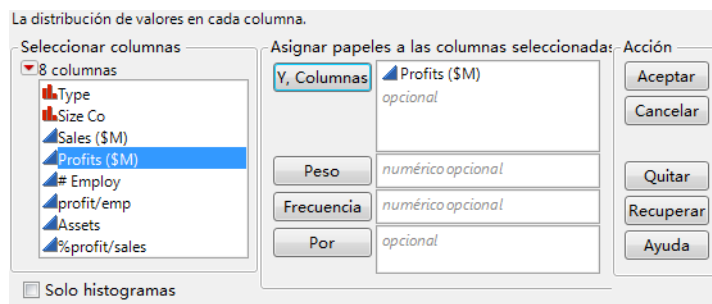 La distribución de valores en cada columna.
Seleccionar columnas
8 columnas
Type
Size Co
Sales ($M)
Profits ($M)
# Employ
profit/emp
Assets
%profit/sales
Solo histogramas
Asignar papeles a las columnas seleccionadas
Y, Columnas
Profits ($M)
opcional
Peso
numérico opcional
Frecuencia
numérico opcional
Por
opcional
Acción
Aceptar
Cancelar
Quitar
Recuperar
Ayuda